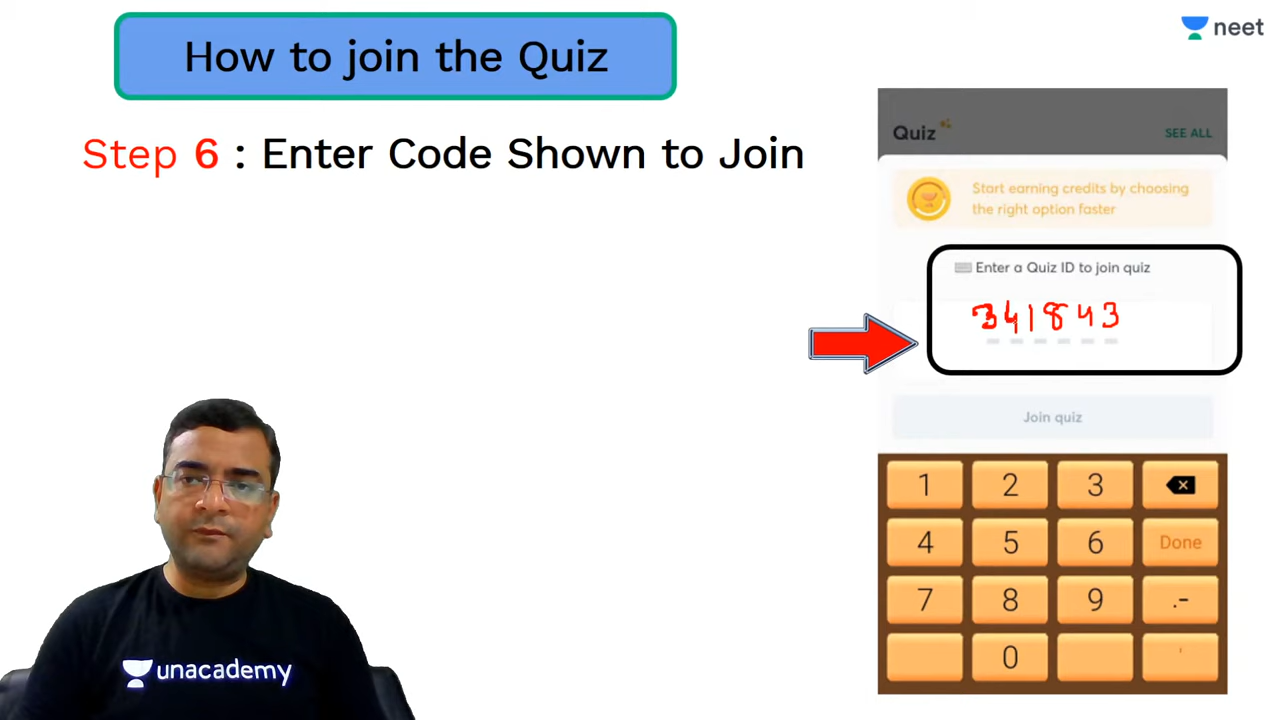 How to join the Quiz
neet
Step 6 : Enter Code Shown to Join
Quiz
SEE ALL
Start earning credits by choosing
the right option faster
Enter a Quiz ID to join quiz
341843
Join quiz
1 2 3
4 5 6 Done
7 8 9 .-
0
unacademy